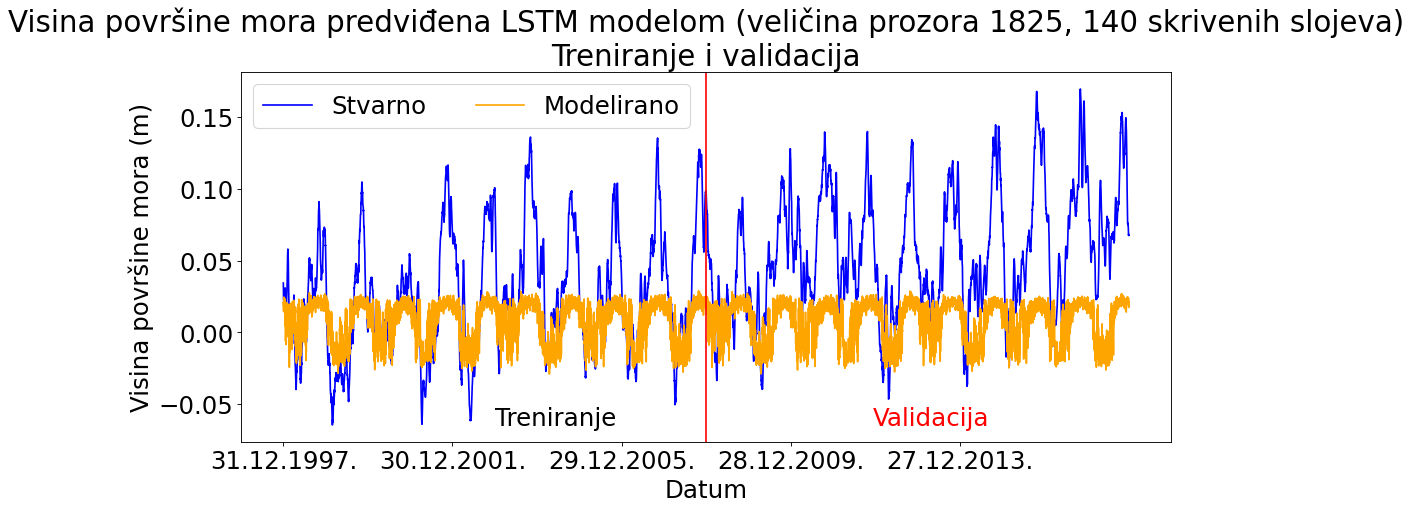 Visina površine mora predviđena LSTM modelom (veličina prozora 1825, 140 skrivenih slojeva)
Treniranje i validacija
Stvarno
Modelirano
Visina površine mora (m)
0.15
0.10
0.05
0.00
−0.05
Treniranje
Validacija
31.12.1997.
30.12.2001.
29.12.2005.
28.12.2009.
27.12.2013.
Datum